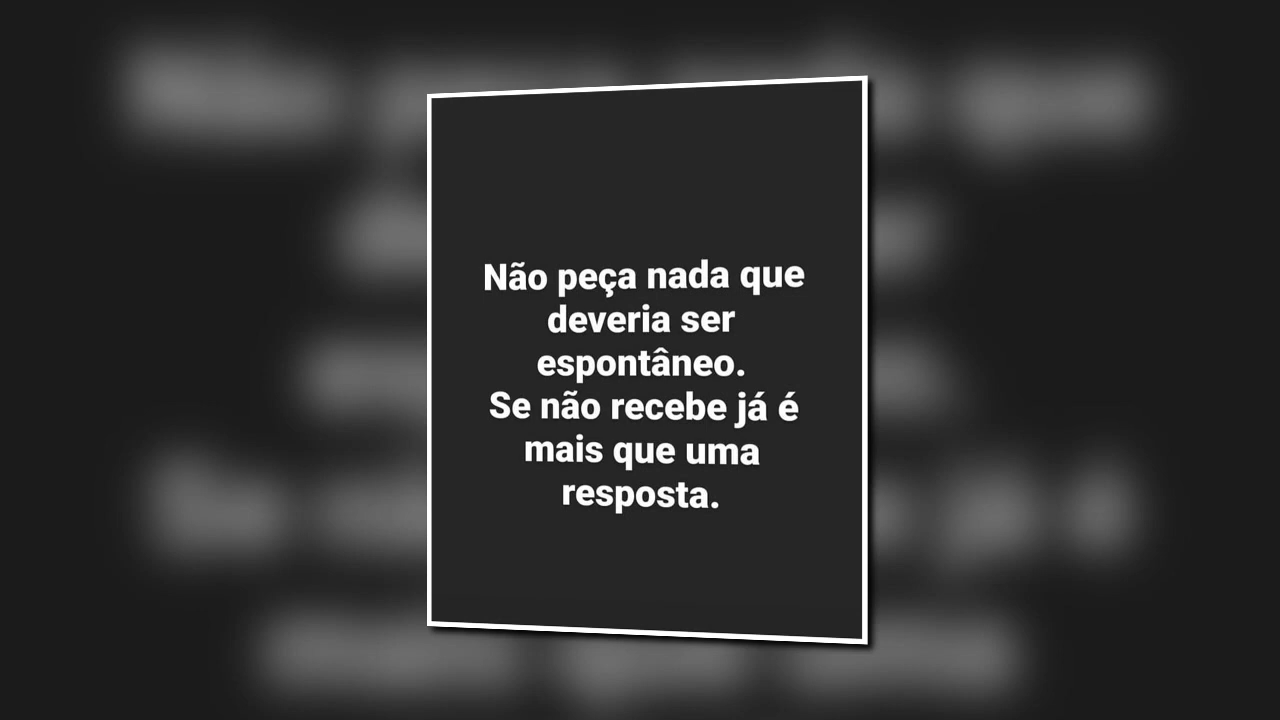 Não peça nada que
deveria ser
espontâneo.
Se não recebe já é
mais que uma
resposta.